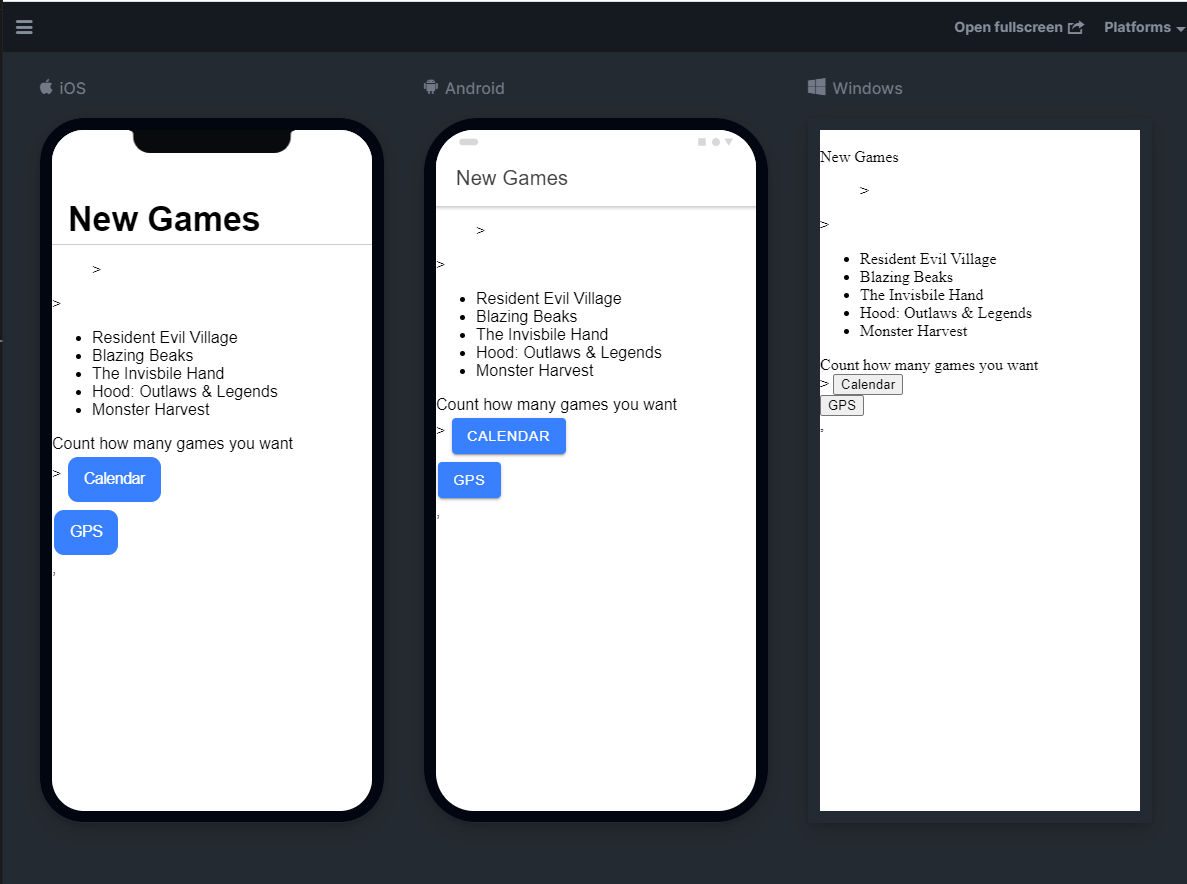 Open fullscreen Platforms
iOS
New Games
>
>
• Resident Evil Village
• Blazing Beaks
• The Invisbile Hand
• Hood: Outlaws & Legends
• Monster Harvest
Count how many games you want
> Calendar
GPS
,
Android
New Games
>
>
• Resident Evil Village
• Blazing Beaks
• The Invisbile Hand
• Hood: Outlaws & Legends
• Monster Harvest
Count how many games you want
> CALENDAR
GPS
,
Windows
New Games
>
>
• Resident Evil Village
• Blazing Beaks
• The Invisbile Hand
• Hood: Outlaws & Legends
• Monster Harvest
Count how many games you want
> Calendar
GPS
,